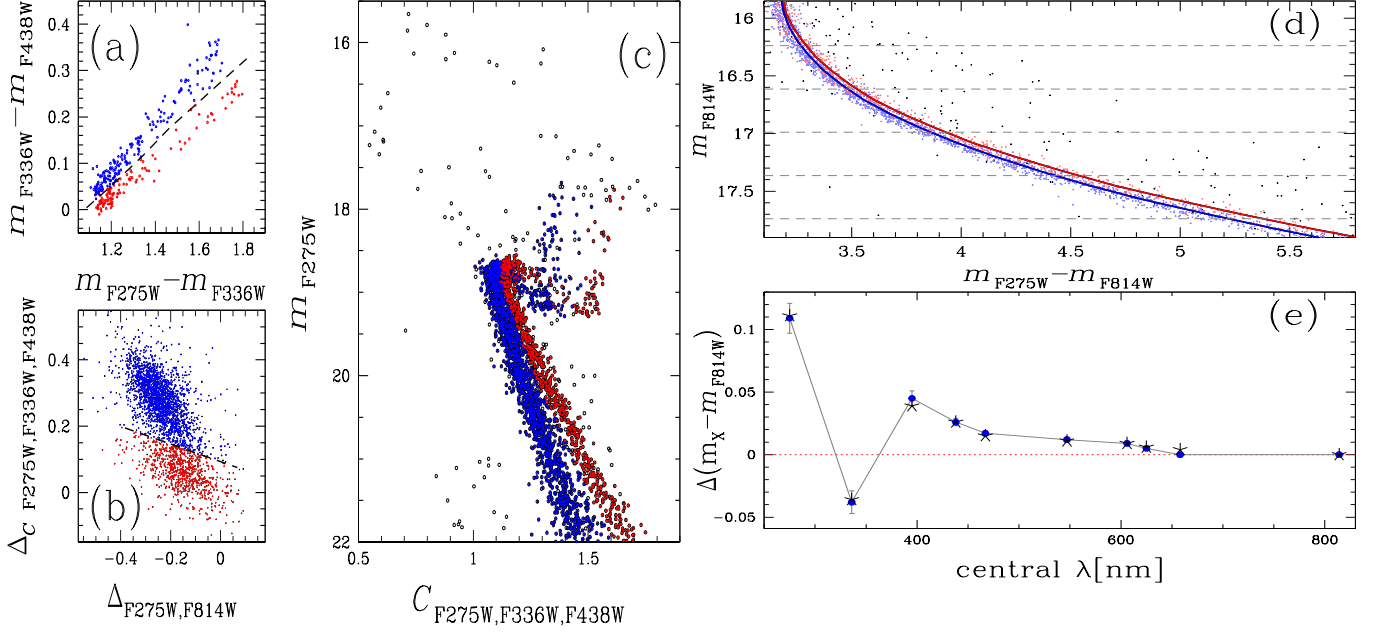 (a)
m F336W − m F438W
0.4
0.3
0.2
0.1
0
1.2 1.4 1.6 1.8
m F275W − m F336W
(b)
Δ C F275W,F336W,F438W
0.4
0.2
0
−0.4 −0.2 0
Δ F275W,F814W
(c)
m F275W
16
18
20
22
0.5 1 1.5
C F275W,F336W,F438W
(d)
m F814W
16
16.5
17
17.5
3.5 4 4.5 5 5.5
m F275W − m F814W
(e)
Δ(m X − m F814W)
0.1
0.05
0
−0.05
400 600 800
central λ[nm]